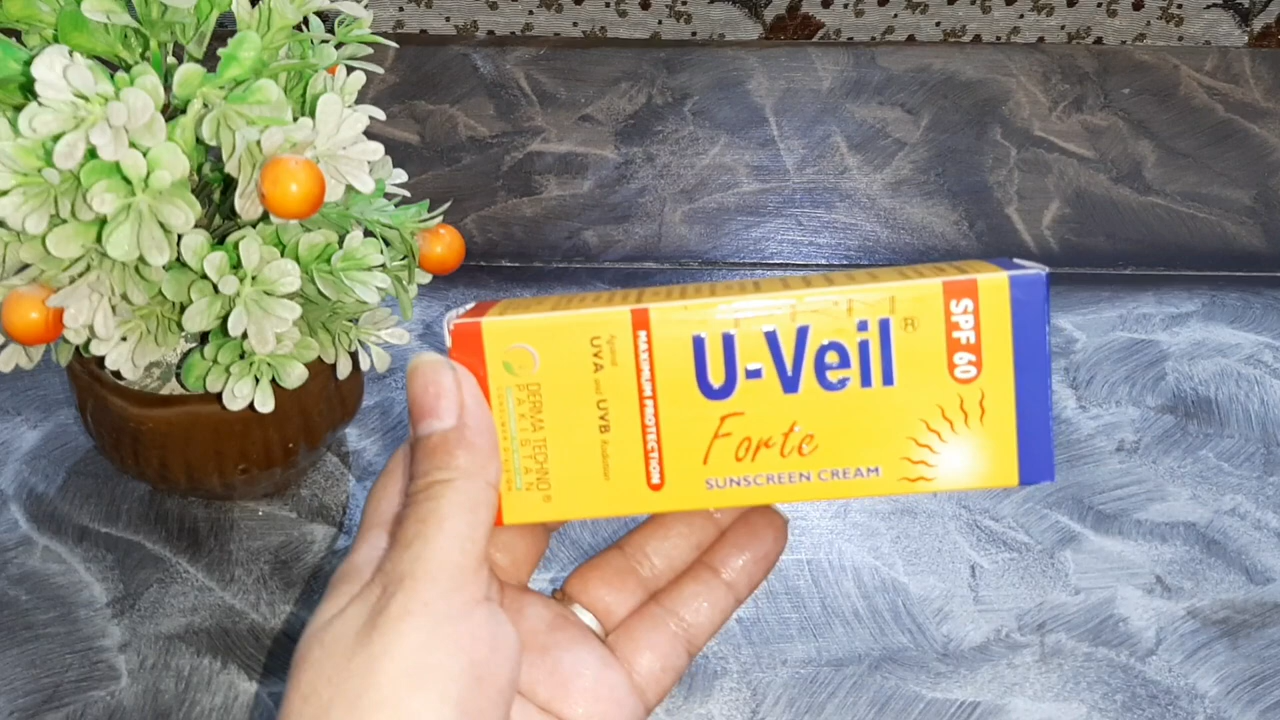 U-Veil®
Forte
SUNSCREEN CREAM
SPF 60
MAXIMUM PROTECTION
Against
UVA and UVB Radiation
DERMA TECHNO®
PAKISTAN